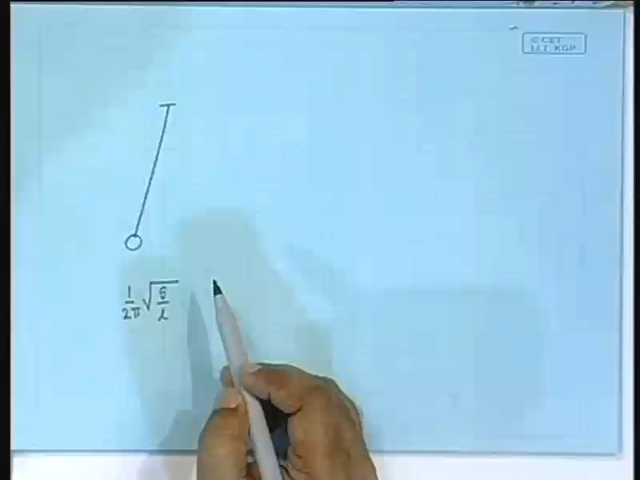 © CET
I.I.T. KGP
1/2π √g/l